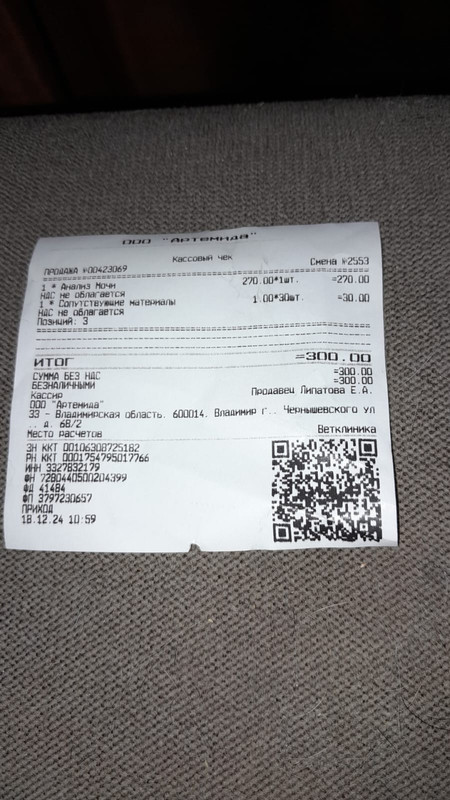 ООО "Артемида"
Кассовый чек
ПРОДАЖА №00423069 Смена №2553
1 * Анализ Мочи 270.00*1шт. =270.00
НДС не облагается
1 * Сопутствующие материалы 1.00*30шт. =30.00
НДС не облагается
Позиций: 3
ИТОГ =300.00
СУММА БЕЗ НДС =300.00
БЕЗНАЛИЧНЫМИ =300.00
Кассир Продавец Липатова Е.А.
ООО "Артемида"
33 - Владимирская область, 600014, Владимир г., Чернышевского ул
., д. 6В/2
Место расчетов Ветклиника
ЗН ККТ 00106308725182
РН ККТ 0001754795017766
ИНН 3327832179
ФН 7280440500204399
ФД 41484
ФП 3797230657
ПРИХОД
18.12.24 10:59